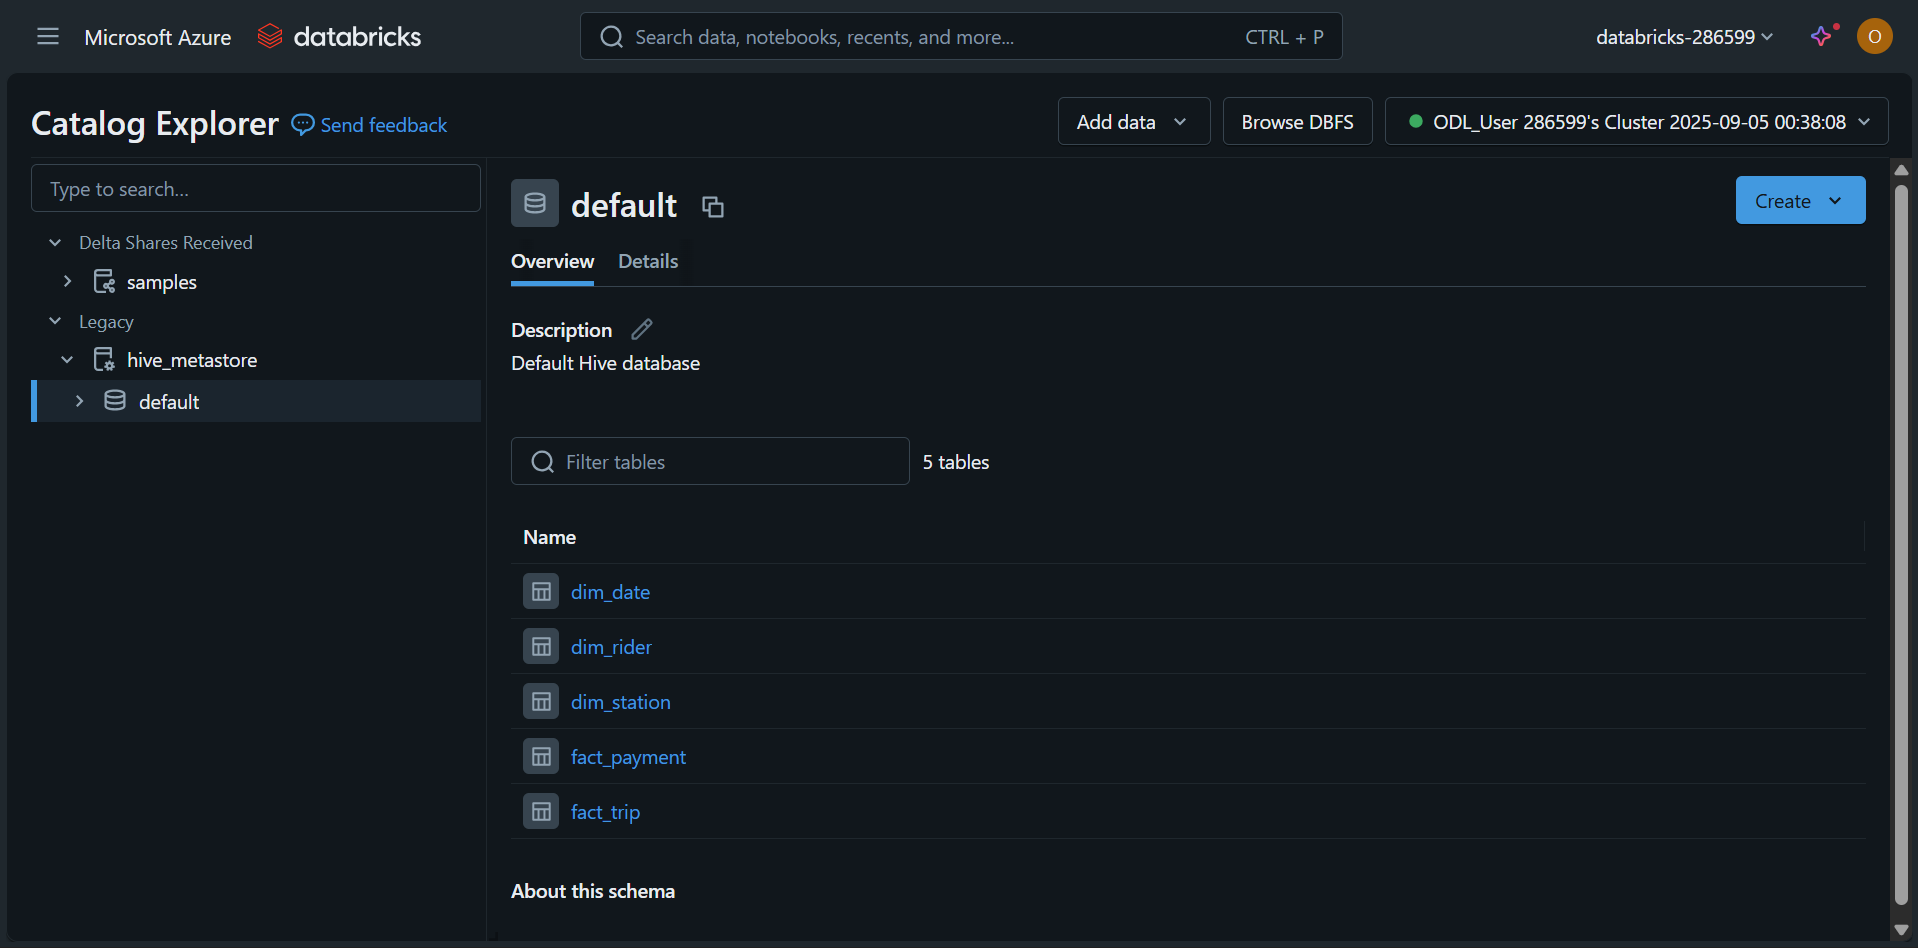 Microsoft Azure databricks
Search data, notebooks, recents, and more... CTRL + P
databricks-286599
O
Catalog Explorer
Send feedback
Add data
Browse DBFS
ODL_User 286599's Cluster 2025-09-05 00:38:08
Type to search...
Delta Shares Received
samples
Legacy
hive_metastore
default
default
Create
Overview Details
Description
Default Hive database
Filter tables
5 tables
Name
dim_date
dim_rider
dim_station
fact_payment
fact_trip
About this schema